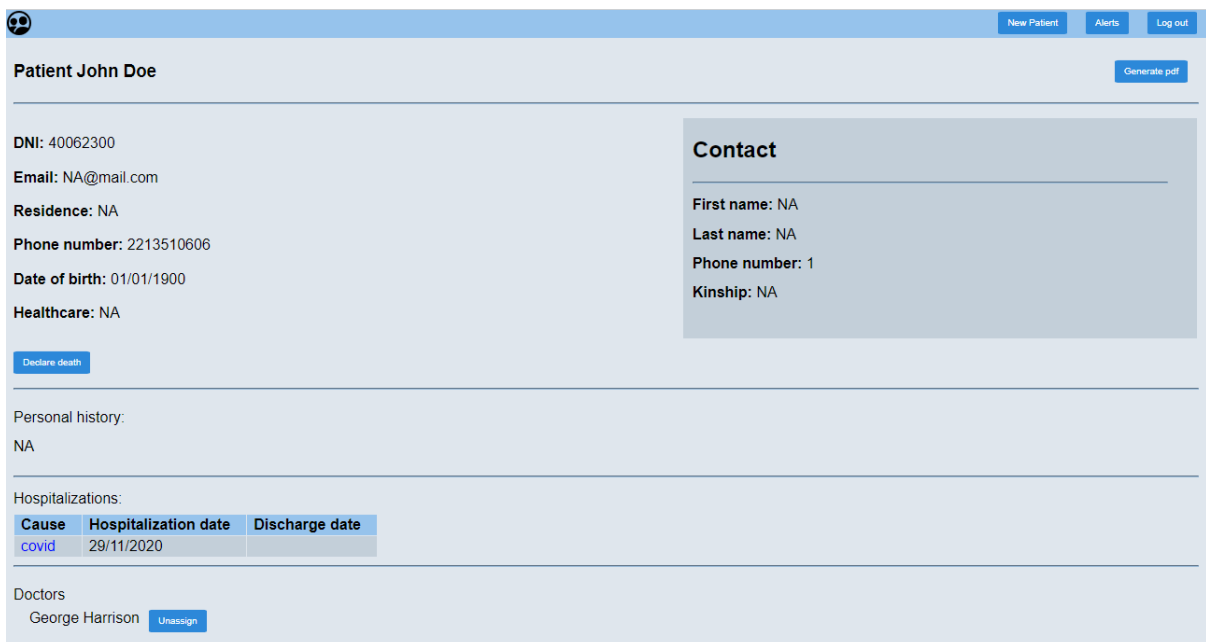 New Patient Alerts Log out
Patient John Doe
Generate pdf
DNI: 40062300
Email: NA@mail.com
Residence: NA
Phone number: 2213510606
Date of birth: 01/01/1900
Healthcare: NA
Declare death
Contact
First name: NA
Last name: NA
Phone number: 1
Kinship: NA
Personal history:
NA
Hospitalizations:
Cause Hospitalization date Discharge date
covid 29/11/2020
Doctors
George Harrison Unassign